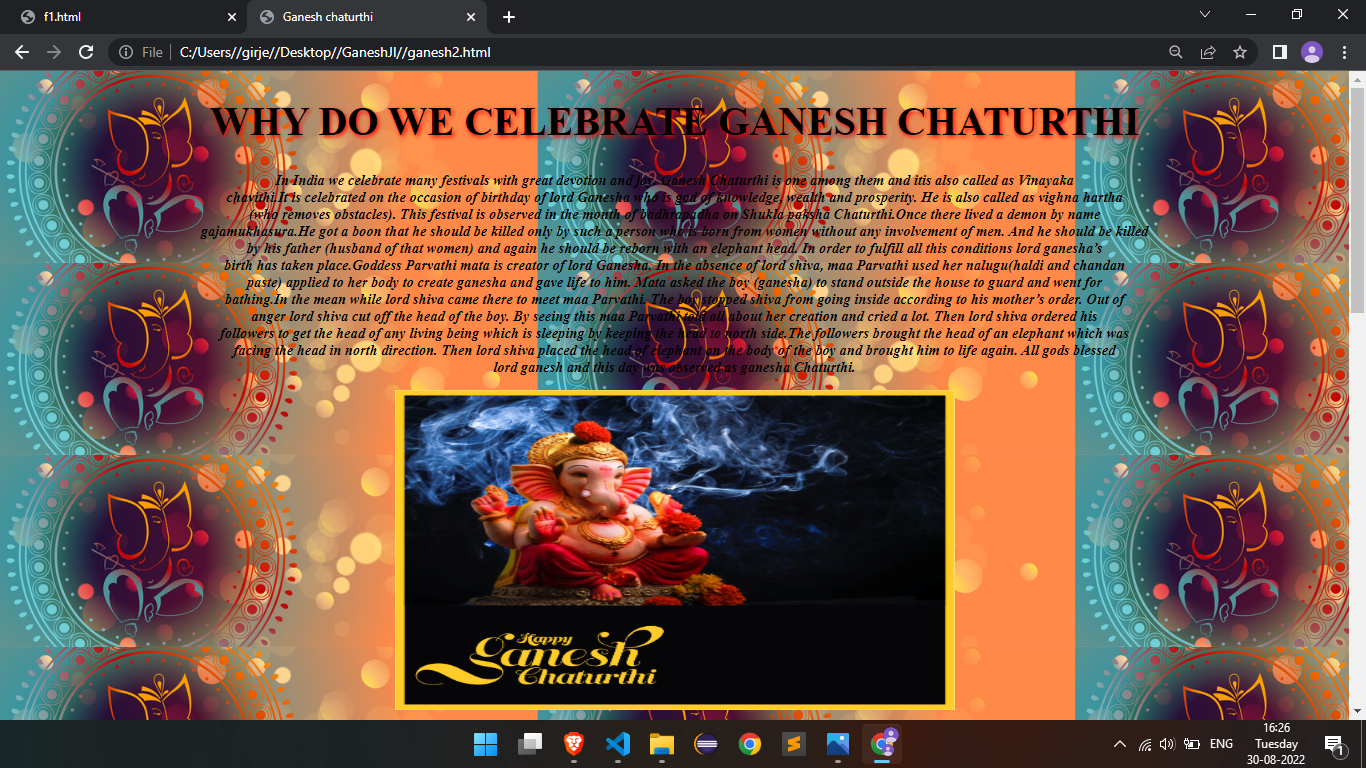 f1.html
Ganesh chaturthi
File
C:/Users//girje//Desktop//GaneshJI//ganesh2.html
WHY DO WE CELEBRATE GANESH CHATURTHI
In India we celebrate many festivals with great devotion and joy. Ganesh Chaturthi is one among them and itis also called as Vinayaka
chavithi.It is celebrated on the occasion of birthday of lord Ganesha who is god of knowledge, wealth and prosperity. He is also called as vighna hartha
(who removes obstacles). This festival is observed in the month of badhrapadha on Shukla paksha Chaturthi.Once there lived a demon by name
gajamukhasura.He got a boon that he should be killed only by such a person who is born from women without any involvement of men. And he should be killed
by his father (husband of that women) and again he should be reborn with an elephant head. In order to fulfill all this conditions lord ganesha’s
birth has taken place.Goddess Parvathi mata is creator of lord Ganesha. In the absence of lord shiva, maa Parvathi used her nalugu(haldi and chandan
paste) applied to her body to create ganesha and gave life to him. Mata asked the boy (ganesha) to stand outside the house to guard and went for
bathing.In the mean while lord shiva came there to meet maa Parvathi. The boy stopped shiva from going inside according to his mother’s order. Out of
anger lord shiva cut off the head of the boy. By seeing this maa Parvathi told all about her creation and cried a lot. Then lord shiva ordered his
followers to get the head of any living being which is sleeping by keeping the head to north side.The followers brought the head of an elephant which was
facing the head in north direction. Then lord shiva placed the head of elephant on the body of the boy and brought him to life again. All gods blessed
lord ganesh and this day was observed as ganesha Chaturthi.
Happy
Ganesh
Chaturthi
ENG
16:26
Tuesday
30-08-2022
1